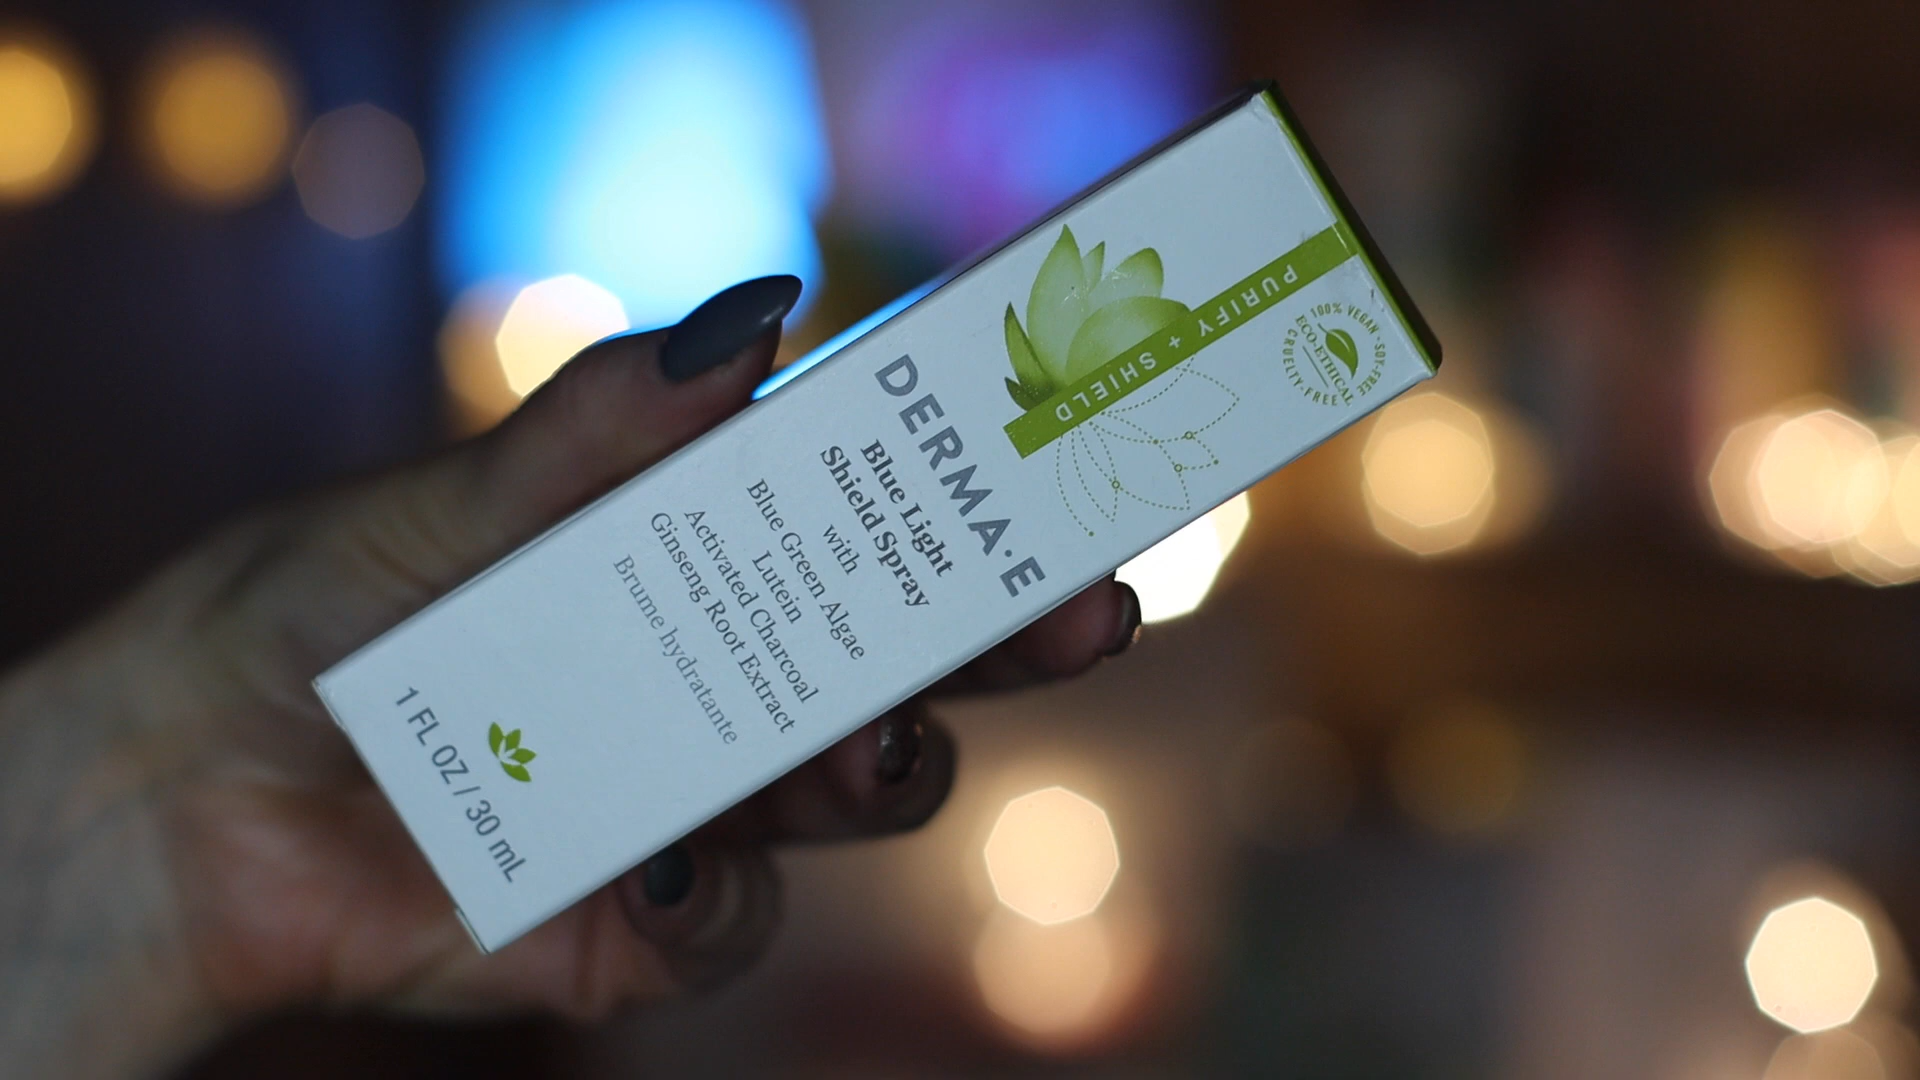 PURIFY + SHIELD
100% VEGAN • SOY-FREE
CRUELTY-FREE
ECO-ETHICAL
DERMA·E
Blue Light
Shield Spray
with
Blue Green Algae
Lutein
Activated Charcoal
Ginseng Root Extract
Brume hydratante
1 FL OZ / 30 mL